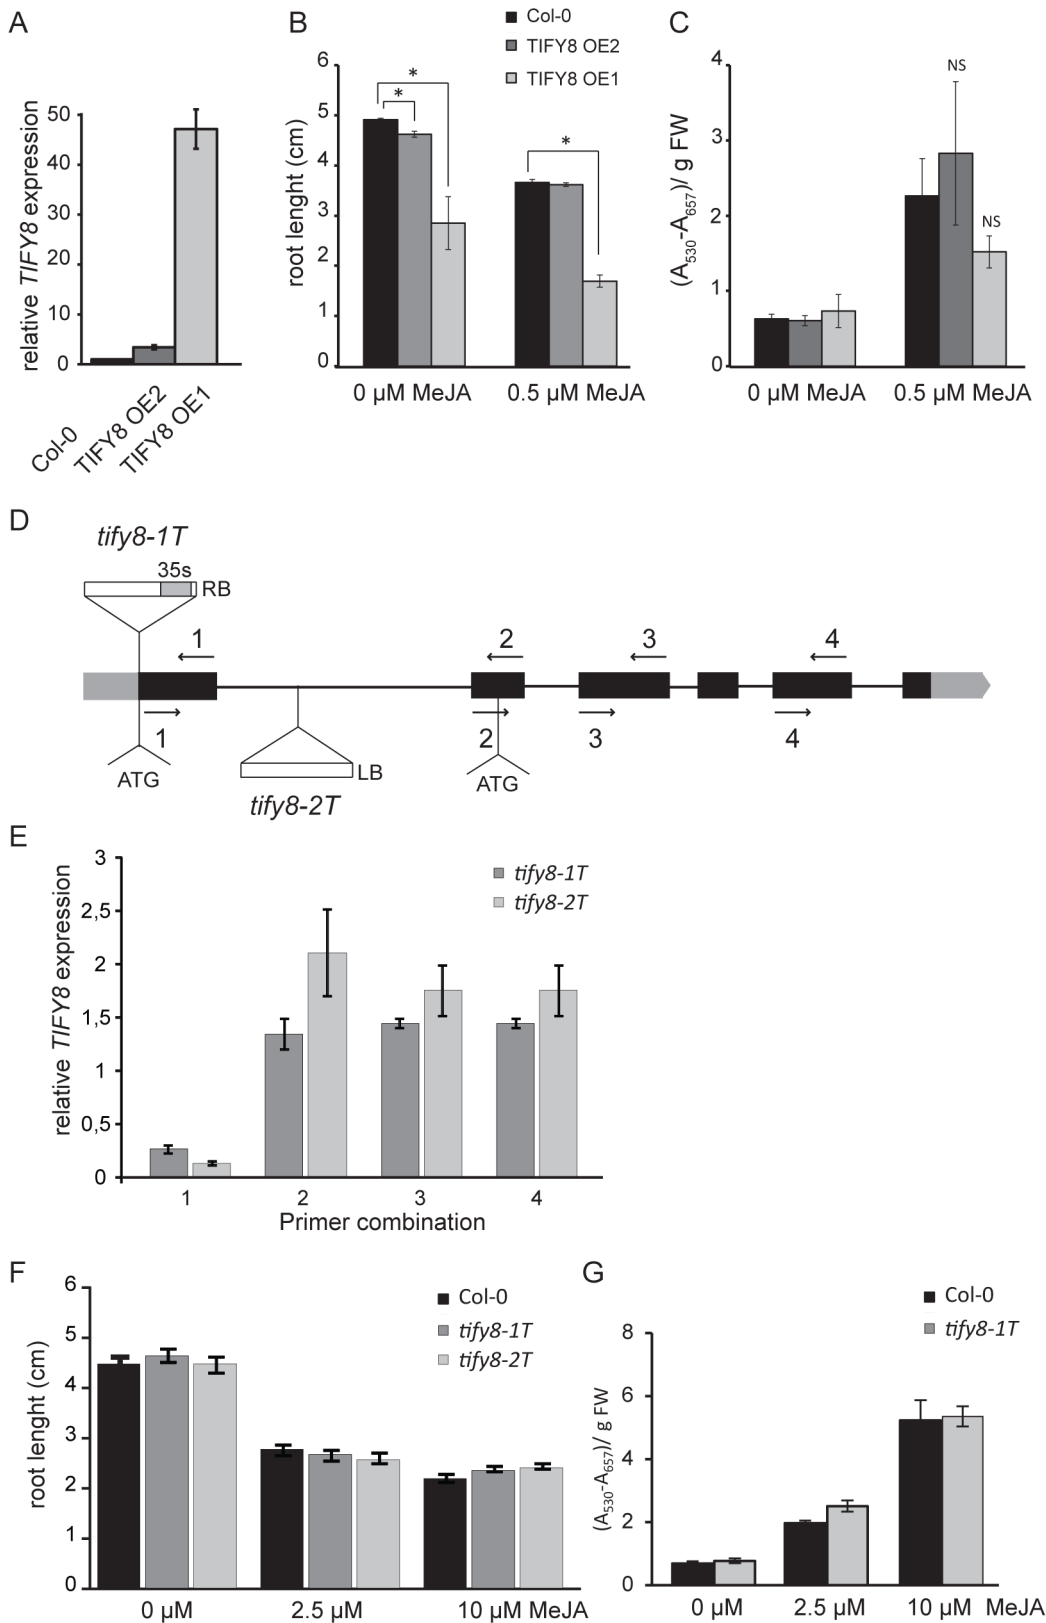 A
relative TIFY8 expression
50
40
30
20
10
0
Col-0
TIFY8 OE2
TIFY8 OE1
B
Col-0
TIFY8 OE2
TIFY8 OE1
root lenght (cm)
6
5
4
3
2
1
0
*
*
*
0 µM MeJA
0.5 µM MeJA
C
(A530-A657)/ g FW
4
3
2
1
0
NS
NS
0 µM MeJA
0.5 µM MeJA
D
tify8-1T
35s
RB
1
2
3
4
1
2
3
4
ATG
ATG
LB
tify8-2T
E
relative TIFY8 expression
3
2,5
2
1,5
1
0,5
0
tify8-1T
tify8-2T
1
2
3
4
Primer combination
F
root lenght (cm)
6
5
4
3
2
1
0
Col-0
tify8-1T
tify8-2T
0 µM
2.5 µM
10 µM MeJA
G
(A530-A657)/ g FW
8
6
4
2
0
Col-0
tify8-1T
0 µM
2.5 µM
10 µM MeJA